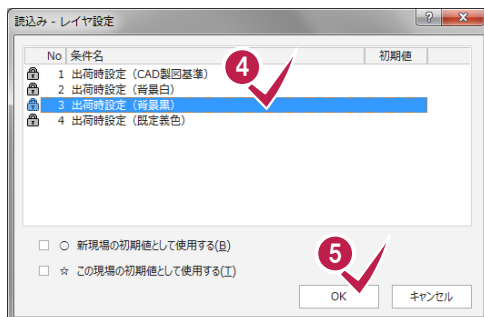 読込み - レイヤ設定
No 条件名 初期値
1 出荷時設定（CAD製図基準）
2 出荷時設定（背景白）
3 出荷時設定（背景黒）
4 出荷時設定（既定義色）
4
○ 新現場の初期値として使用する(B)
☆ この現場の初期値として使用する(T)
5
OK キャンセル